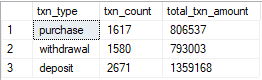 txn_type txn_count total_txn_amount
1 purchase 1617 806537
2 withdrawal 1580 793003
3 deposit 2671 1359168